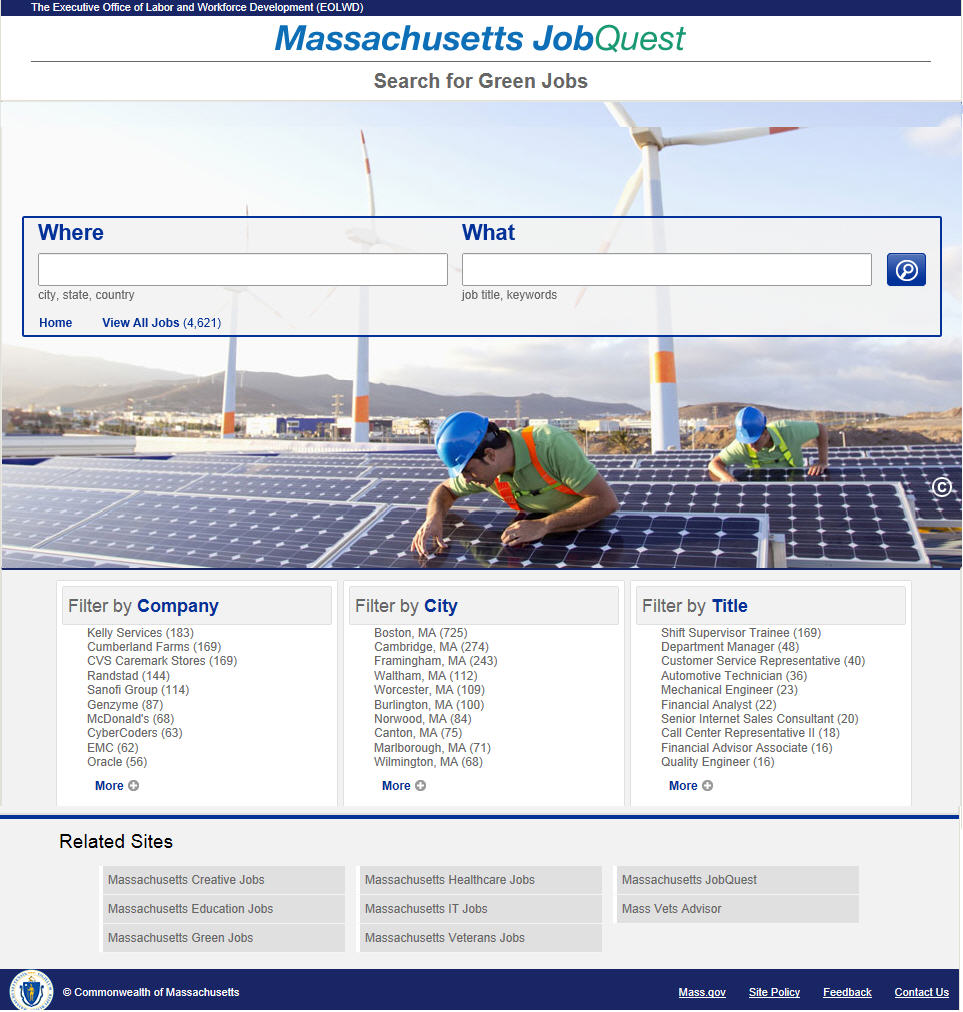 The Executive Office of Labor and Workforce Development (EOLWD)
Massachusetts JobQuest
Search for Green Jobs
Where
What
city, state, country
job title, keywords
Home
View All Jobs (4,621)
©
Filter by Company
Kelly Services (183)
Cumberland Farms (169)
CVS Caremark Stores (169)
Randstad (144)
Sanofi Group (114)
Genzyme (87)
McDonald's (68)
CyberCoders (63)
EMC (62)
Oracle (56)
More
Filter by City
Boston, MA (725)
Cambridge, MA (274)
Framingham, MA (243)
Waltham, MA (112)
Worcester, MA (109)
Burlington, MA (100)
Norwood, MA (84)
Canton, MA (75)
Marlborough, MA (71)
Wilmington, MA (68)
More
Filter by Title
Shift Supervisor Trainee (169)
Department Manager (48)
Customer Service Representative (40)
Automotive Technician (36)
Mechanical Engineer (23)
Financial Analyst (22)
Senior Internet Sales Consultant (20)
Call Center Representative II (18)
Financial Advisor Associate (16)
Quality Engineer (16)
More
Related Sites
Massachusetts Creative Jobs
Massachusetts Education Jobs
Massachusetts Green Jobs
Massachusetts Healthcare Jobs
Massachusetts IT Jobs
Massachusetts Veterans Jobs
Massachusetts JobQuest
Mass Vets Advisor
© Commonwealth of Massachusetts
Mass.gov
Site Policy
Feedback
Contact Us